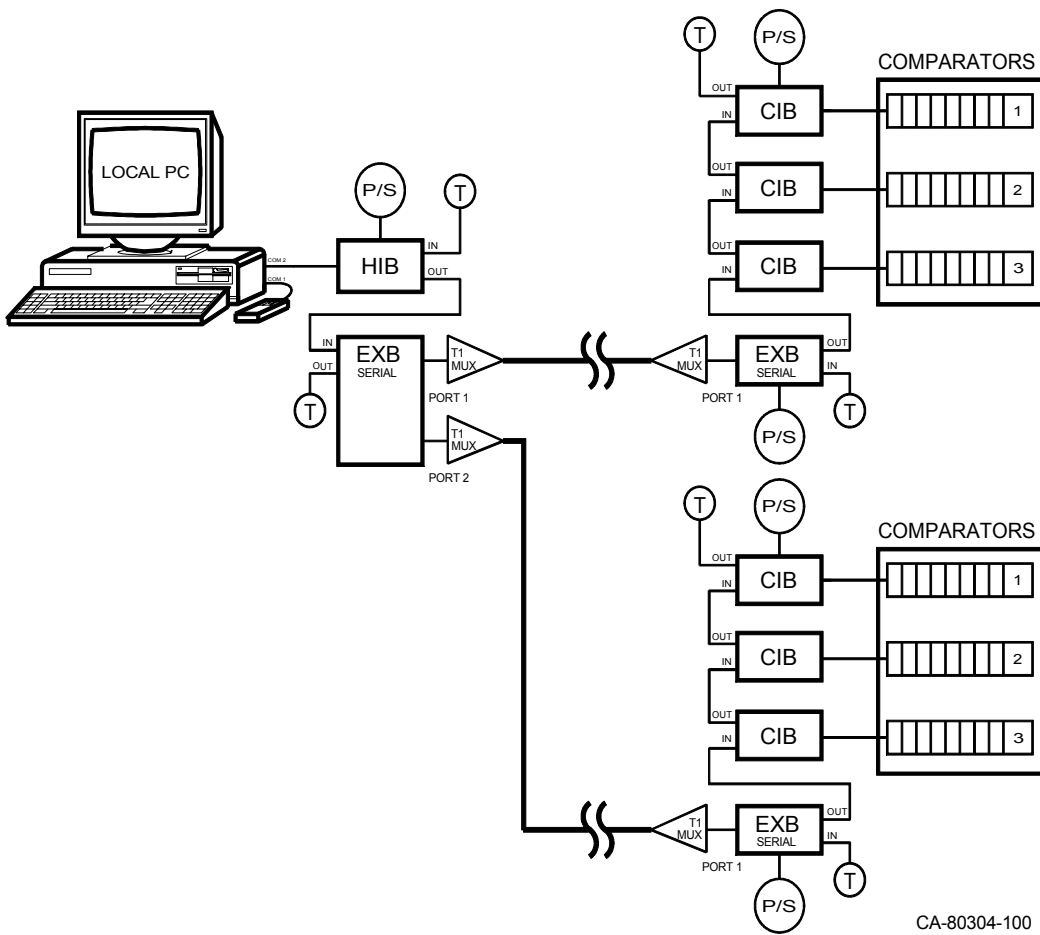 T
P/S
COMPARATORS
OUT
IN
CIB
1
LOCAL PC
OUT
IN
CIB
2
P/S
T
COM 2
COM 1
HIB
IN
OUT
OUT
IN
CIB
3
IN
OUT
EXB
SERIAL
T
T1
MUX
PORT 1
T1
MUX
PORT 1
EXB
SERIAL
OUT
IN
T
P/S
T1
MUX
PORT 2
T
P/S
COMPARATORS
OUT
IN
CIB
1
OUT
IN
CIB
2
OUT
IN
CIB
3
T1
MUX
PORT 1
EXB
SERIAL
OUT
IN
T
P/S
CA-80304-100